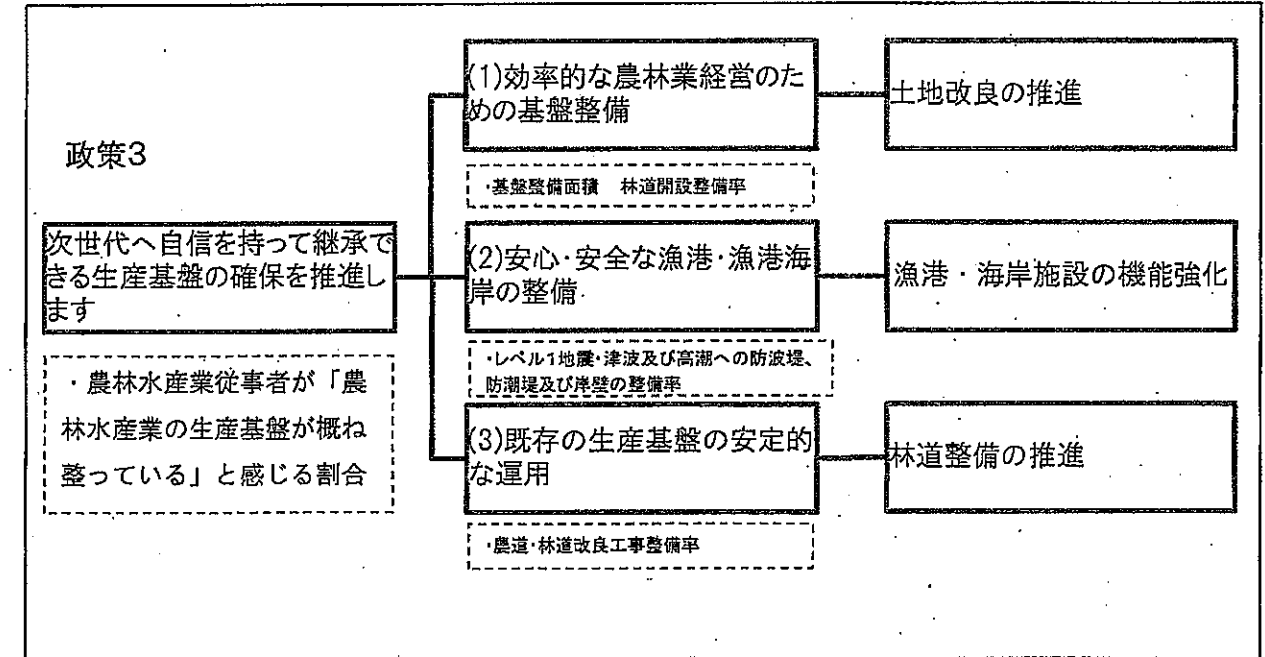 政策3
次世代へ自信を持って継承で
きる生産基盤の確保を推進し
ます
・農林水産業従事者が「農
林水産業の生産基盤が概ね
整っている」と感じる割合
(1)効率的な農林業経営のた
めの基盤整備
・基盤整備面積　林道開設整備率
土地改良の推進
(2)安心・安全な漁港・漁港海
岸の整備
・レベル1地震・津波及び高潮への防波堤、
防潮堤及び岸壁の整備率
漁港・海岸施設の機能強化
(3)既存の生産基盤の安定的
な運用
・農道・林道改良工事整備率
林道整備の推進